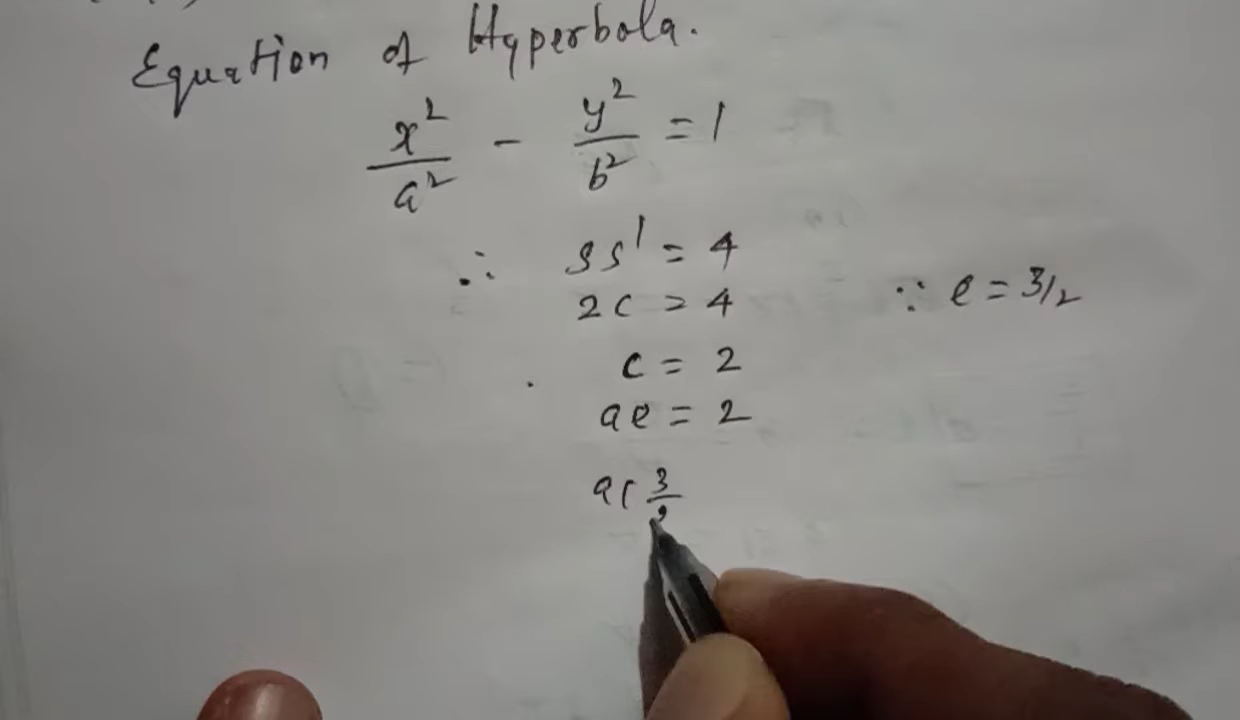 Equation of Hyperbola.
x²/a² - y²/b² = 1
∴ SS' = 4
2c = 4
∵ e = 3/2
c = 2
ae = 2
a( 3/2